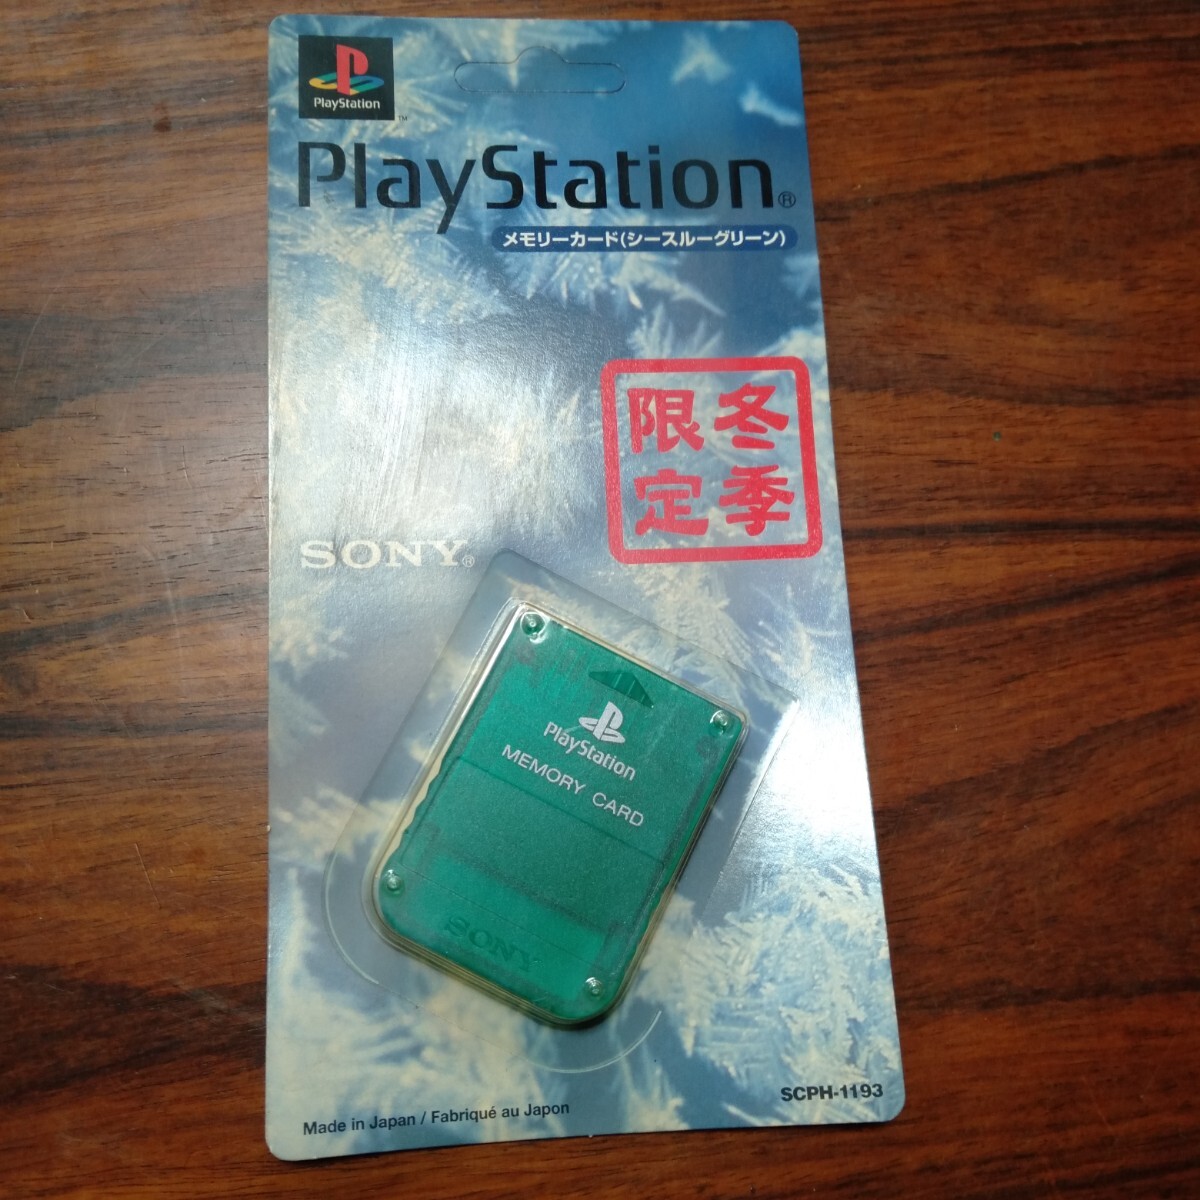 PlayStation
TM
PlayStation®
メモリーカード(シースルーグリーン)
冬季
限定
SONY®
PlayStation
MEMORY CARD
SONY
SCPH-1193
Made in Japan / Fabriqué au Japon